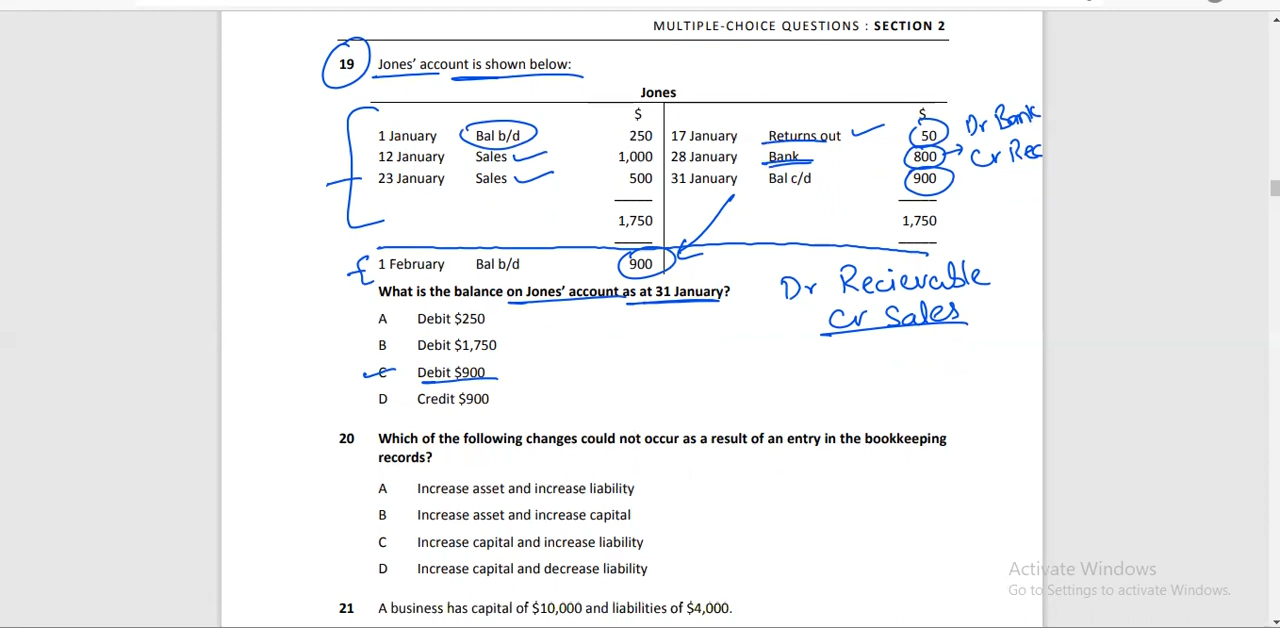 MULTIPLE-CHOICE QUESTIONS : SECTION 2
19 Jones' account is shown below:
Jones
$ $
1 January Bal b/d 250 17 January Returns out 50 Dr Bank
12 January Sales 1,000 28 January Bank 800 Cr Rec
23 January Sales 500 31 January Bal c/d 900
1,750 1,750
1 February Bal b/d 900
What is the balance on Jones' account as at 31 January? Dr Recievable
A Debit $250 Cr Sales
B Debit $1,750
C Debit $900
D Credit $900
20 Which of the following changes could not occur as a result of an entry in the bookkeeping
records?
A Increase asset and increase liability
B Increase asset and increase capital
C Increase capital and increase liability
D Increase capital and decrease liability
Activate Windows
Go to Settings to activate Windows.
21 A business has capital of $10,000 and liabilities of $4,000.